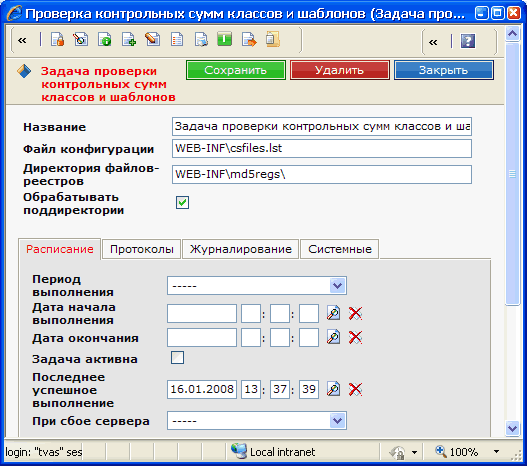 Проверка контрольных сумм классов и шаблонов (Задача про...
«
«
?
Задача проверки
контрольных сумм
классов и шаблонов
Сохранить
Удалить
Закрыть
Название
Задача проверки контрольных сумм классов и ша
Файл конфигурации
WEB-INF\csfiles.lst
Директория файлов-
реестров
WEB-INF\md5regs\
Обрабатывать
поддиректории
Расписание
Протоколы
Журналирование
Системные
Период
выполнения
-----
Дата начала
выполнения
: :
Дата окончания
: :
Задача активна
Последнее
успешное
выполнение
16.01.2008 13: 37: 39
При сбое сервера
-----
login: "tvas" ses
Local intranet
100%